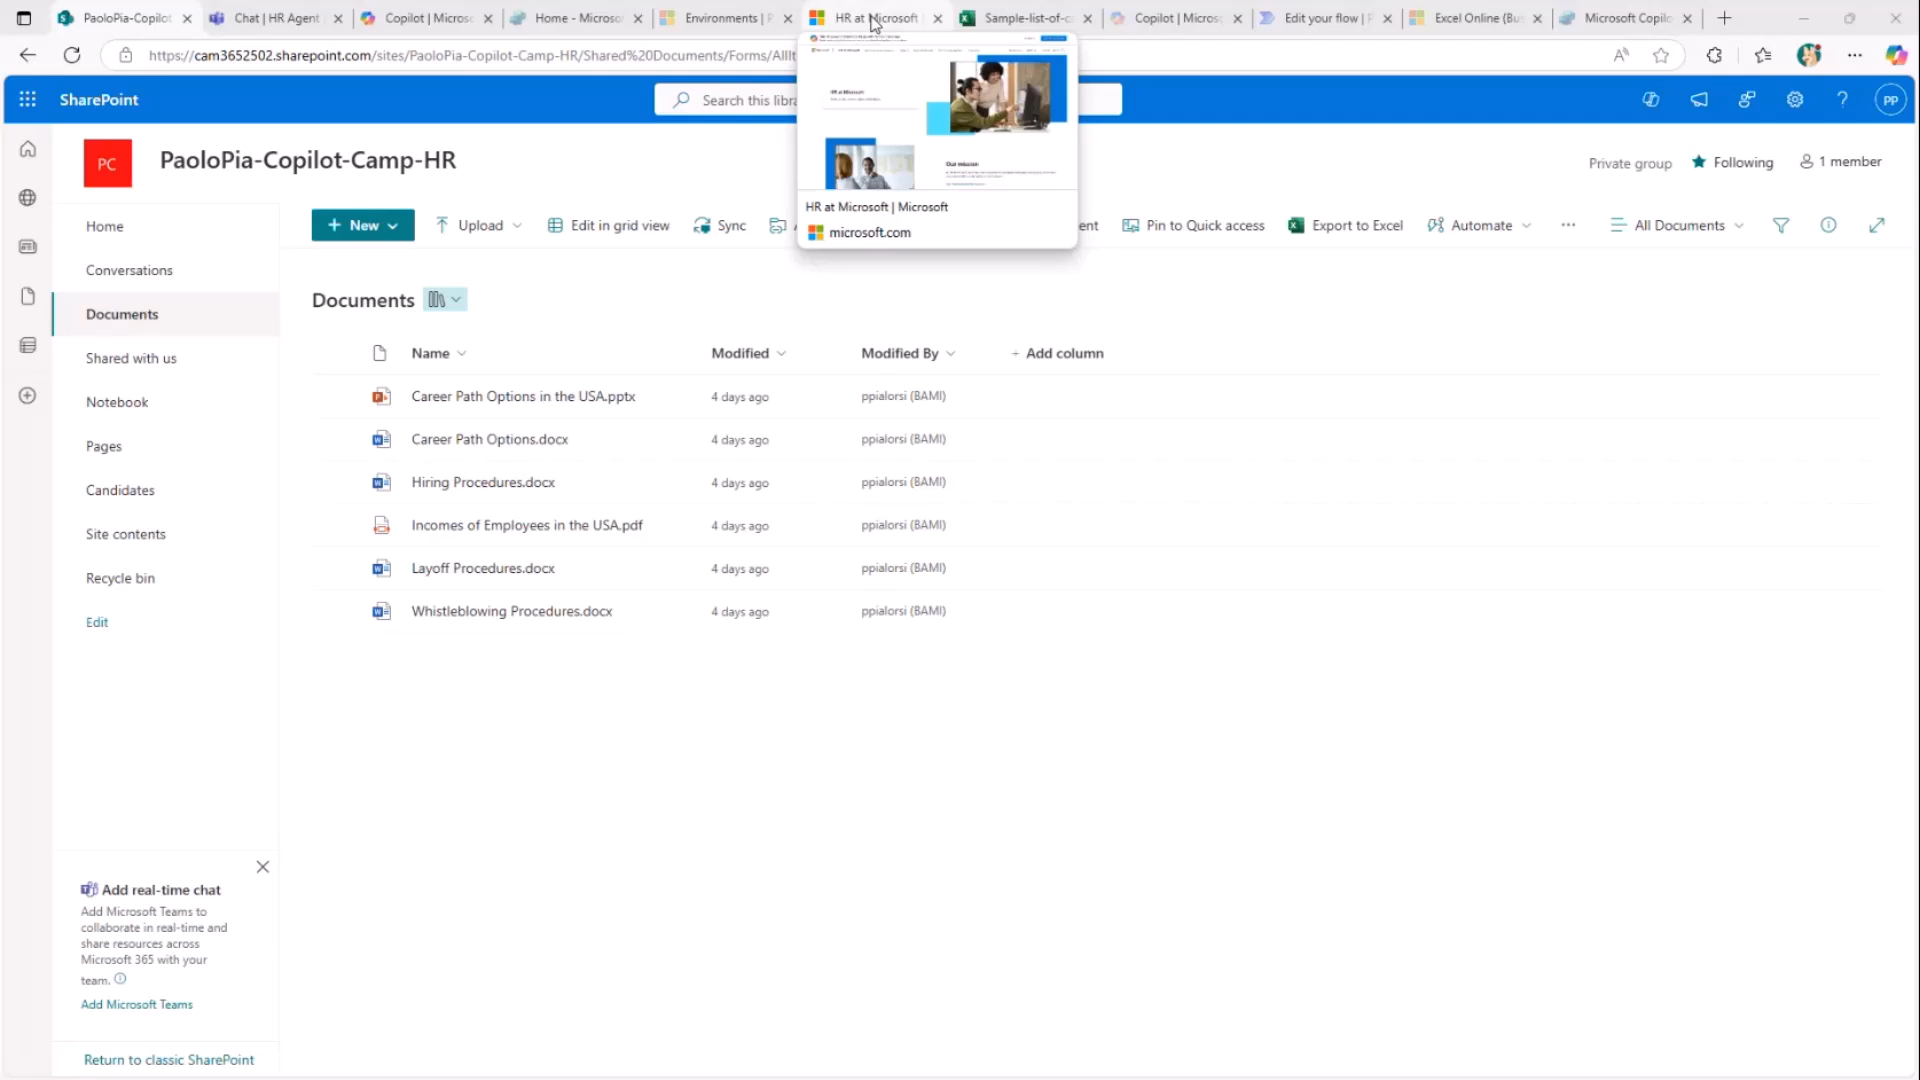 PaoloPia-Copilot
Chat | HR Agent
Copilot | Micros
Home - Microso
Environments | P
HR at Microsoft
Sample-list-of-c
Copilot | Micros
Edit your flow | P
Excel Online (Bus
Microsoft Copilo
https://cam3652502.sharepoint.com/sites/PaoloPia-Copilot-Camp-HR/Shared%20Documents/Forms/AllIt
SharePoint
Search this libra
PP
HR at Microsoft
Our mission
HR at Microsoft | Microsoft
microsoft.com
PC
PaoloPia-Copilot-Camp-HR
Private group
Following
1 member
New
Upload
Edit in grid view
Sync
ent
Pin to Quick access
Export to Excel
Automate
All Documents
Home
Conversations
Documents
Shared with us
Notebook
Pages
Candidates
Site contents
Recycle bin
Edit
Documents
Name
Modified
Modified By
+ Add column
Career Path Options in the USA.pptx
4 days ago
ppialorsi (BAMI)
Career Path Options.docx
4 days ago
ppialorsi (BAMI)
Hiring Procedures.docx
4 days ago
ppialorsi (BAMI)
Incomes of Employees in the USA.pdf
4 days ago
ppialorsi (BAMI)
Layoff Procedures.docx
4 days ago
ppialorsi (BAMI)
Whistleblowing Procedures.docx
4 days ago
ppialorsi (BAMI)
Add real-time chat
Add Microsoft Teams to
collaborate in real-time and
share resources across
Microsoft 365 with your
team.
Add Microsoft Teams
Return to classic SharePoint